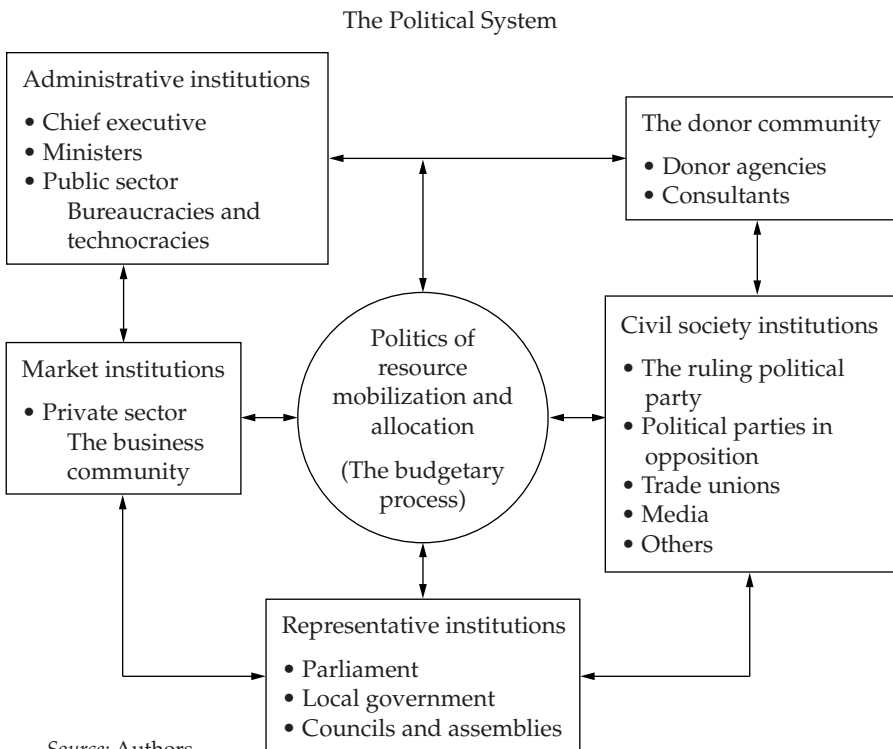 The Political System
Administrative institutions
• Chief executive
• Ministers
• Public sector
Bureaucracies and
technocracies
The donor community
• Donor agencies
• Consultants
Market institutions
• Private sector
The business
community
Politics of
resource
mobilization and
allocation
(The budgetary
process)
Civil society institutions
• The ruling political
party
• Political parties in
opposition
• Trade unions
• Media
• Others
Representative institutions
• Parliament
• Local government
• Councils and assemblies
Source: Authors